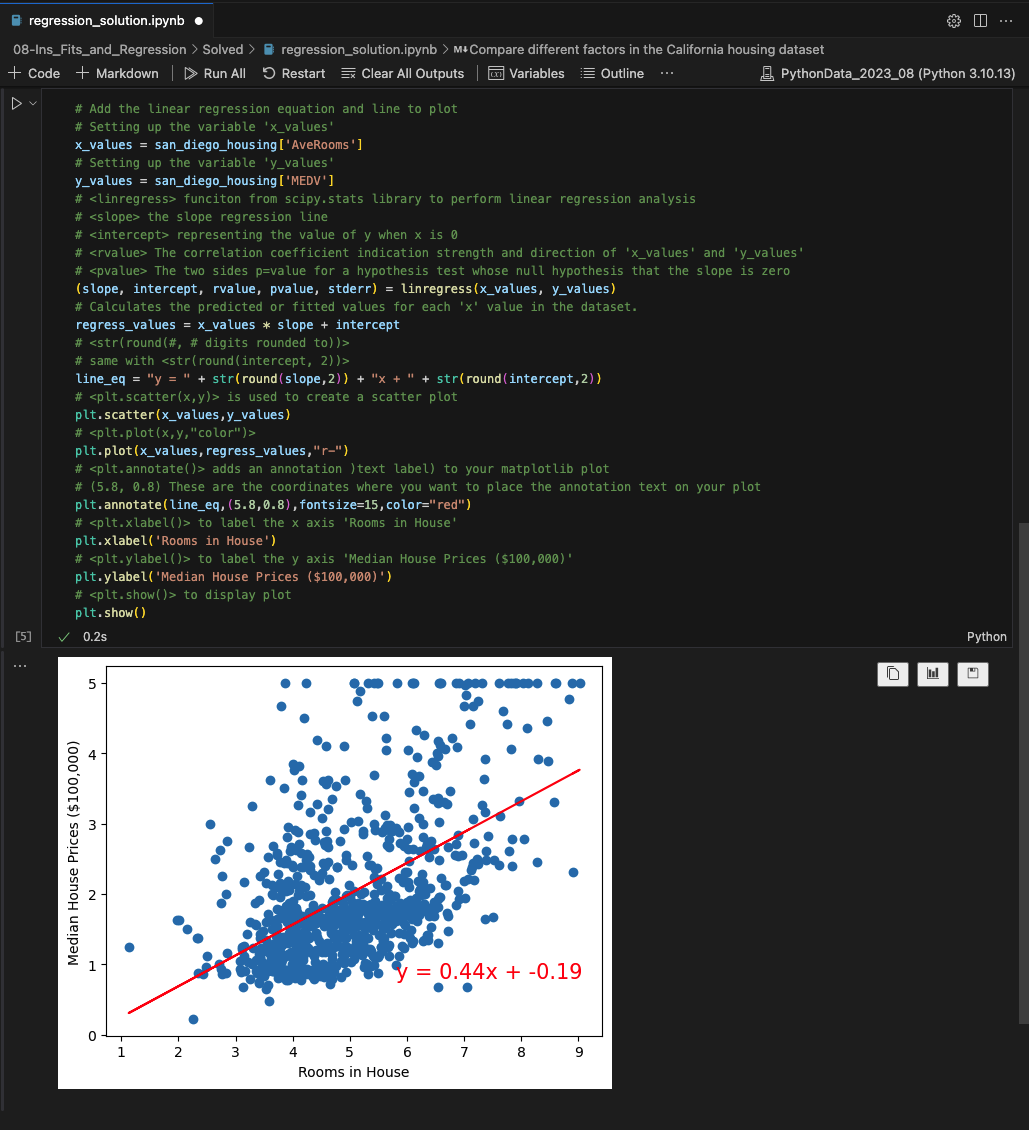 regression_solution.ipynb
08-Ins_Fits_and_Regression > Solved > regression_solution.ipynb > M↓Compare different factors in the California housing dataset
+ Code + Markdown Run All Restart Clear All Outputs Variables Outline ... PythonData_2023_08 (Python 3.10.13)
# Add the linear regression equation and line to plot
# Setting up the variable 'x_values'
x_values = san_diego_housing['AveRooms']
# Setting up the variable 'y_values'
y_values = san_diego_housing['MEDV']
# <linregress> funciton from scipy.stats library to perform linear regression analysis
# <slope> the slope regression line
# <intercept> representing the value of y when x is 0
# <rvalue> The correlation coefficient indication strength and direction of 'x_values' and 'y_values'
# <pvalue> The two sides p=value for a hypothesis test whose null hypothesis that the slope is zero
(slope, intercept, rvalue, pvalue, stderr) = linregress(x_values, y_values)
# Calculates the predicted or fitted values for each 'x' value in the dataset.
regress_values = x_values * slope + intercept
# <str(round(#, # digits rounded to))>
# same with <str(round(intercept, 2))>
line_eq = "y = " + str(round(slope,2)) + "x + " + str(round(intercept,2))
# <plt.scatter(x,y)> is used to create a scatter plot
plt.scatter(x_values,y_values)
# <plt.plot(x,y,"color")>
plt.plot(x_values,regress_values,"r-")
# <plt.annotate()> adds an annotation )text label) to your matplotlib plot
# (5.8, 0.8) These are the coordinates where you want to place the annotation text on your plot
plt.annotate(line_eq,(5.8,0.8),fontsize=15,color="red")
# <plt.xlabel()> to label the x axis 'Rooms in House'
plt.xlabel('Rooms in House')
# <plt.ylabel()> to label the y axis 'Median House Prices ($100,000)'
plt.ylabel('Median House Prices ($100,000)')
# <plt.show()> to display plot
plt.show()
[5] ✓ 0.2s Python
Median House Prices ($100,000)
5
4
3
2
1
0
y = 0.44x + -0.19
1 2 3 4 5 6 7 8 9
Rooms in House